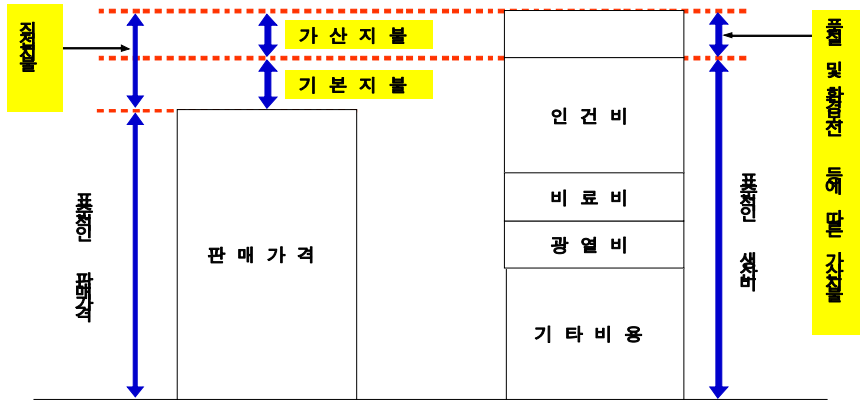 직접지불
가 산 지 불
기 본 지 불
표준적인 판매가격
판 매 가 격
인 건 비
비 료 비
광 열 비
기 타 비 용
표준적인 생산비
품질 및 환경보전 등에 따른 가산지불